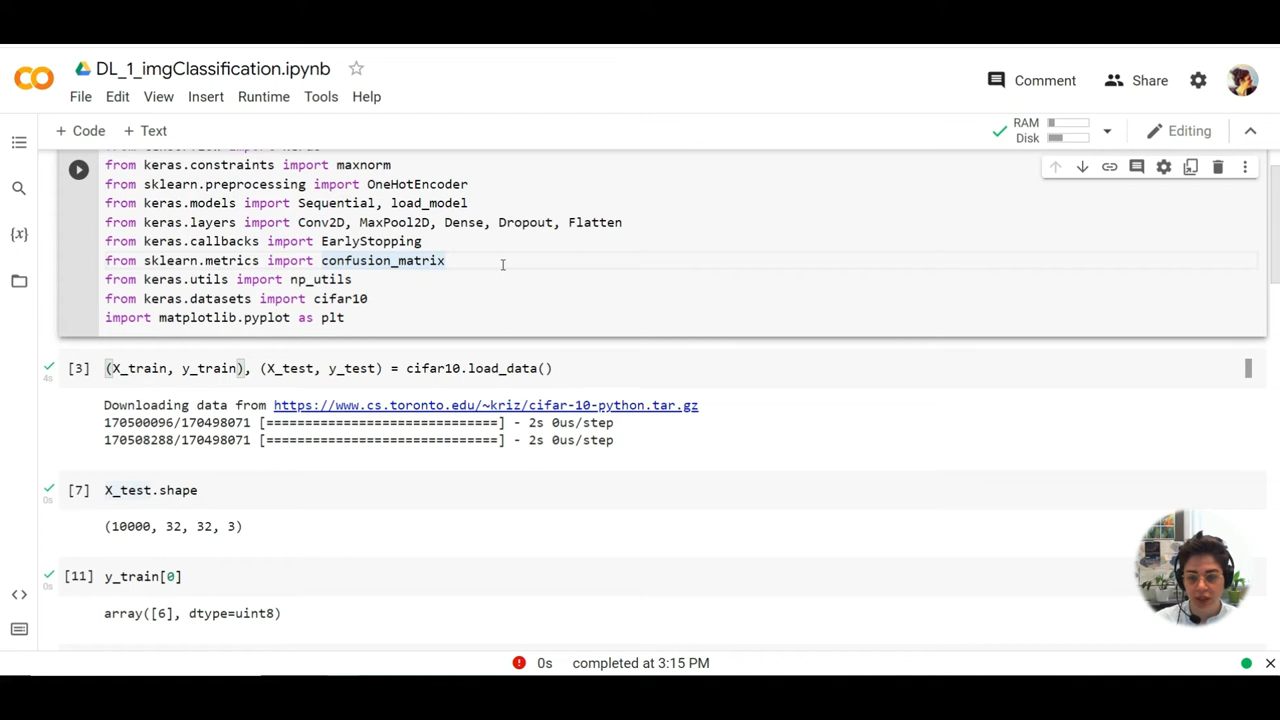 DL_1_imgClassification.ipynb
Comment
Share
File Edit View Insert Runtime Tools Help
+ Code + Text
RAM
Disk
Editing
from keras.constraints import maxnorm
from sklearn.preprocessing import OneHotEncoder
from keras.models import Sequential, load_model
from keras.layers import Conv2D, MaxPool2D, Dense, Dropout, Flatten
from keras.callbacks import EarlyStopping
from sklearn.metrics import confusion_matrix
from keras.utils import np_utils
from keras.datasets import cifar10
import matplotlib.pyplot as plt
[3] (X_train, y_train), (X_test, y_test) = cifar10.load_data()
4s
Downloading data from https://www.cs.toronto.edu/~kriz/cifar-10-python.tar.gz
170500096/170498071 [==============================] - 2s 0us/step
170508288/170498071 [==============================] - 2s 0us/step
[7] X_test.shape
0s
(10000, 32, 32, 3)
[11] y_train[0]
0s
array([6], dtype=uint8)
0s completed at 3:15 PM